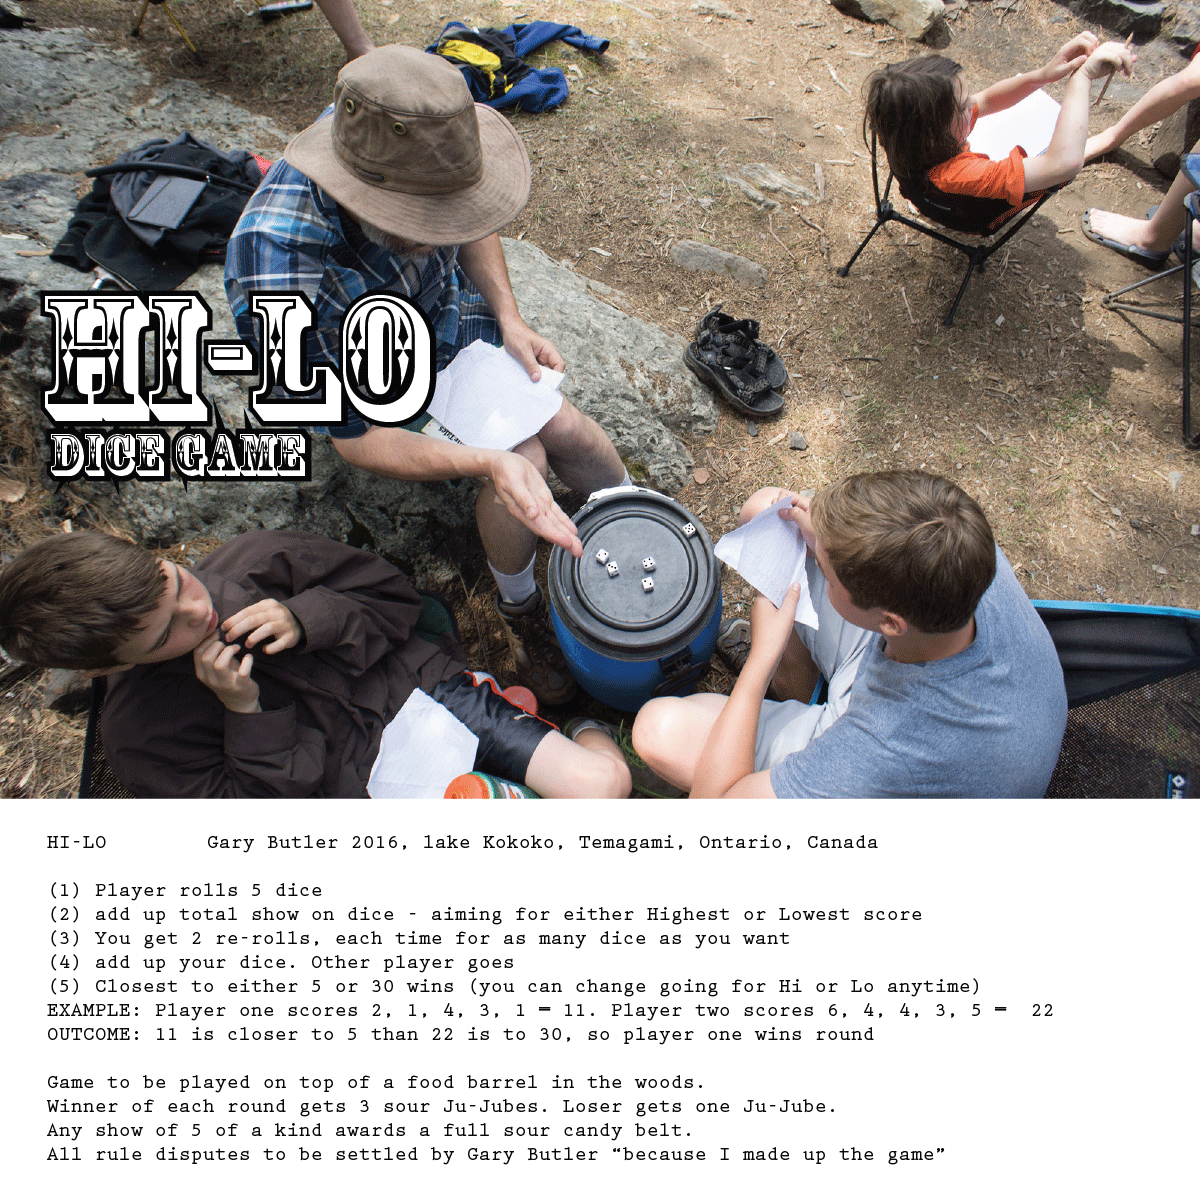 HI-LO
DICE GAME
HI-LO Gary Butler 2016, lake Kokoko, Temagami, Ontario, Canada
(1) Player rolls 5 dice
(2) add up total show on dice - aiming for either Highest or Lowest score
(3) You get 2 re-rolls, each time for as many dice as you want
(4) add up your dice. Other player goes
(5) Closest to either 5 or 30 wins (you can change going for Hi or Lo anytime)
EXAMPLE: Player one scores 2, 1, 4, 3, 1 = 11. Player two scores 6, 4, 4, 3, 5 = 22
OUTCOME: 11 is closer to 5 than 22 is to 30, so player one wins round
Game to be played on top of a food barrel in the woods.
Winner of each round gets 3 sour Ju-Jubes. Loser gets one Ju-Jube.
Any show of 5 of a kind awards a full sour candy belt.
All rule disputes to be settled by Gary Butler “because I made up the game”